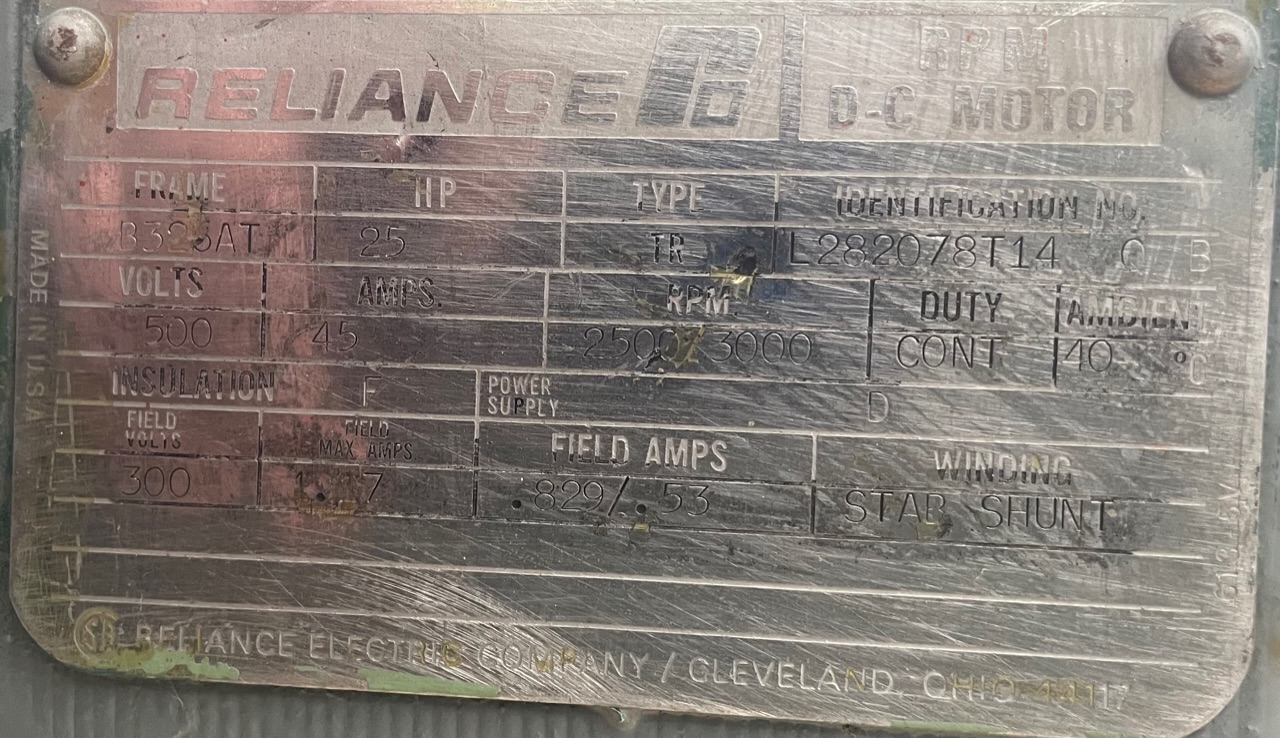 RELIANCE
RPM
D-C MOTOR
FRAME HP TYPE IDENTIFICATION NO.
25 TR L282078T14 B
VOLTS AMPS. RPM DUTY AMBIENT
500 45 2500/3000 CONT 40 °C
INSULATION F POWER SUPPLY D
FIELD VOLTS FIELD MAX. AMPS FIELD AMPS WINDING
300 .829/.53 STAB SHUNT
RELIANCE ELECTRIC COMPANY / CLEVELAND, OHIO 44117
MADE IN U.S.A.